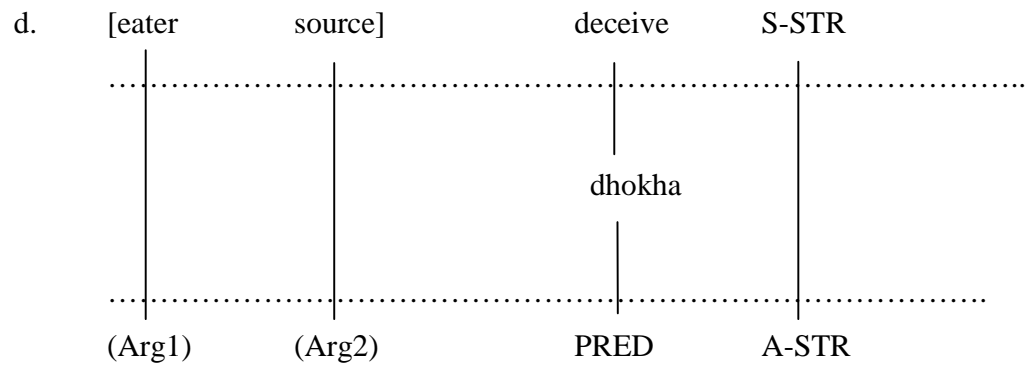 d. [eater source] deceive S-STR
dhokha
(Arg1) (Arg2) PRED A-STR